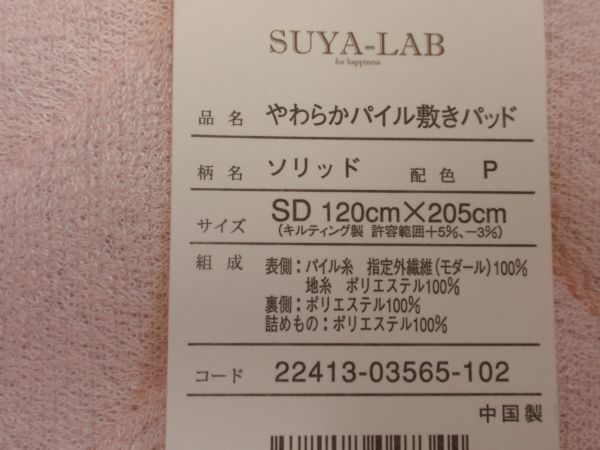 SUYA-LAB
for happiness
品名 やわらかパイル敷きパッド
柄名 ソリッド 配色 P
サイズ SD 120cm×205cm
(キルティング製 許容範囲+5%、-3%)
組成 表側:パイル糸 指定外繊維(モダール)100%
地糸 ポリエステル100%
裏側:ポリエステル100%
詰めもの:ポリエステル100%
コード 22413-03565-102
中国製